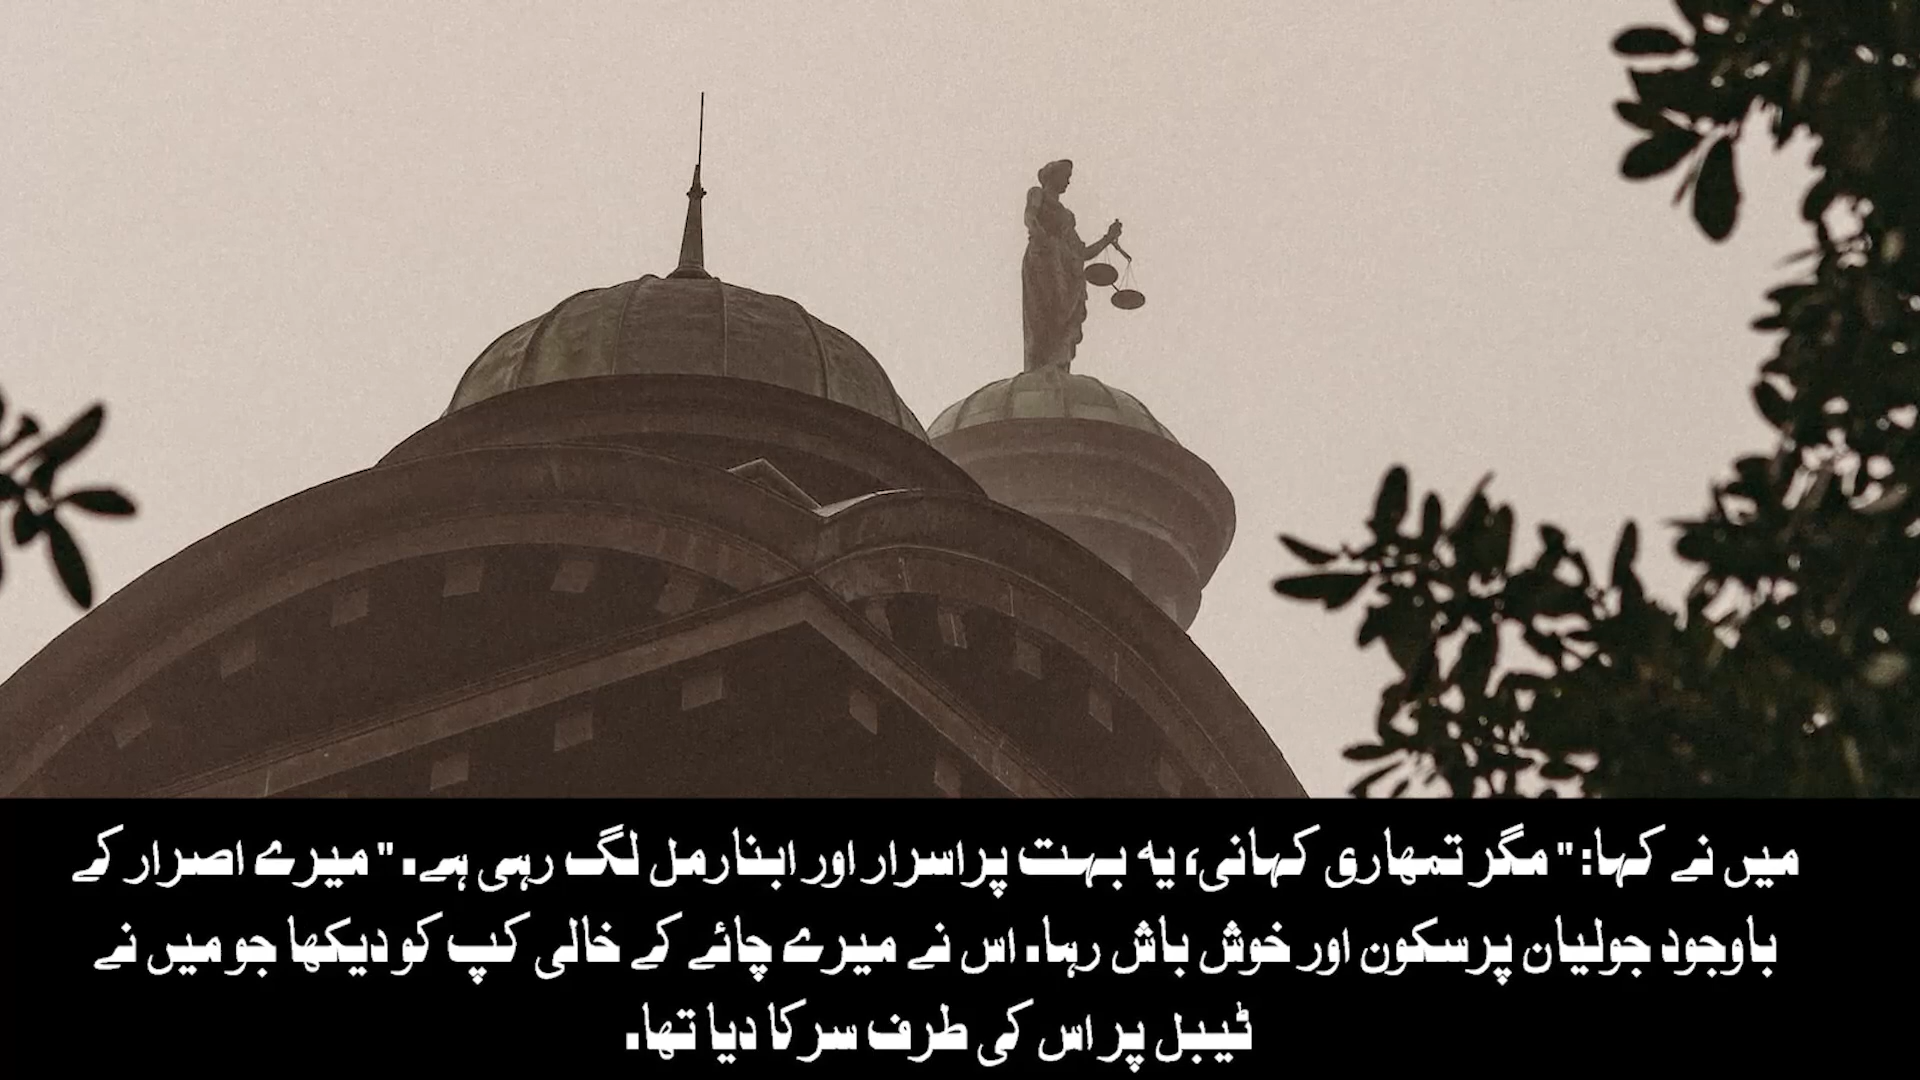 میں نے کہا: " مگر تمھاری کہانی، یہ بہت پراسرار اور ابنارمل لگ رہی ہے۔ " میرے اصرار کے
باوجود جولیان پرسکون اور خوش باش رہا۔ اس نے میرے چائے کے خالی کپ کو دیکھا جو میں نے
ٹیبل پر اس کی طرف سرکا دیا تھا۔